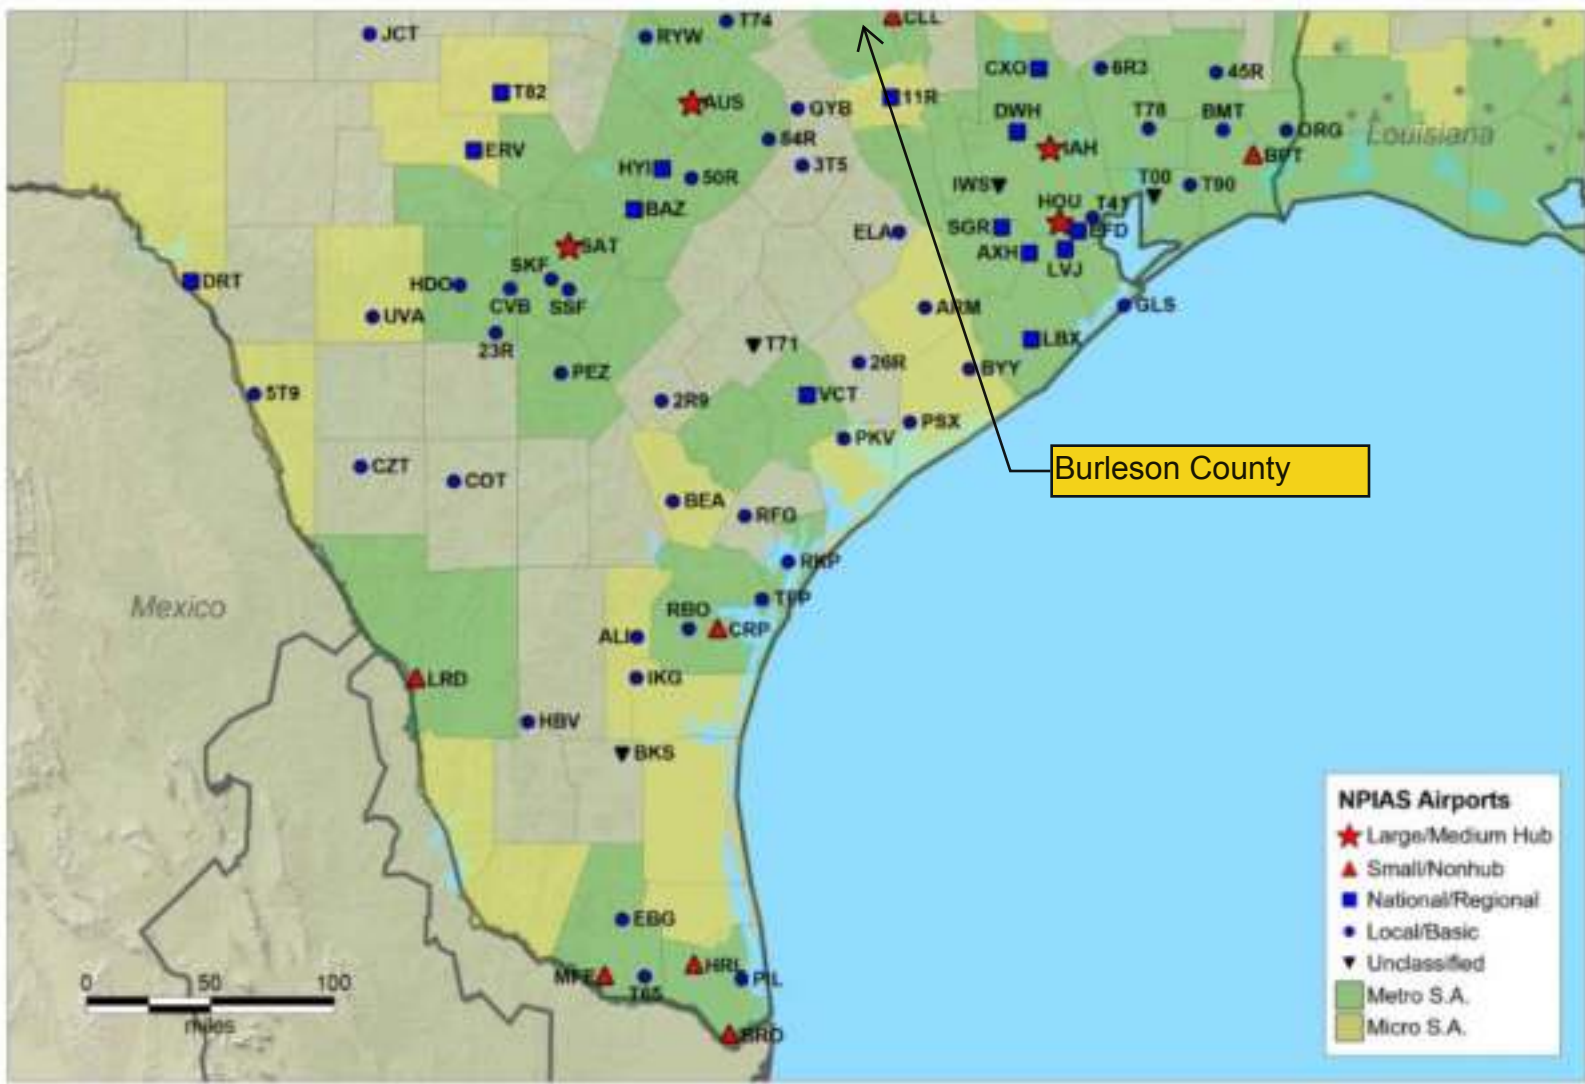 JCT
RYW
T74
CLL
T82
AUS
GYB
11R
CXO
6R3
45R
DWH
T78
BMT
ORG
Louisiana
ERV
84R
3T5
IAH
BPT
HYI
50R
IWS
T00
T90
BAZ
HOU
T41
SGR
EFD
ELA
SAT
AXH
LVJ
SKF
DRT
HDO
CVB
SSF
UVA
ARM
GLS
23R
T71
LBX
PEZ
26R
BYY
5T9
2R9
VCT
PSX
PKV
Burleson County
CZT
COT
BEA
RFG
RKP
Mexico
TFP
RBO
CRP
ALI
IKG
LRD
HBV
BKS
EBG
MFE
T65
HRL
PIL
BRO
0 50 100
miles
NPIAS Airports
Large/Medium Hub
Small/Nonhub
National/Regional
Local/Basic
Unclassified
Metro S.A.
Micro S.A.